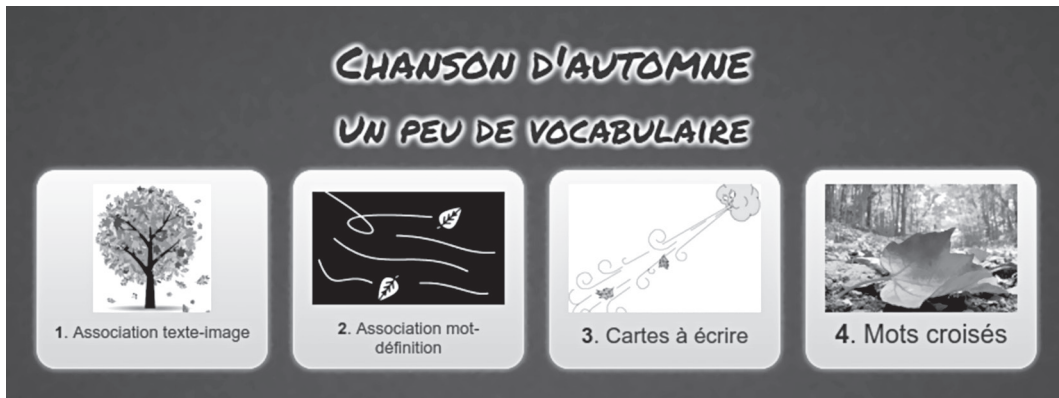 CHANSON D'AUTOMNE
UN PEU DE VOCABULAIRE
1. Association texte-image
2. Association mot-
définition
3. Cartes à écrire
4. Mots croisés